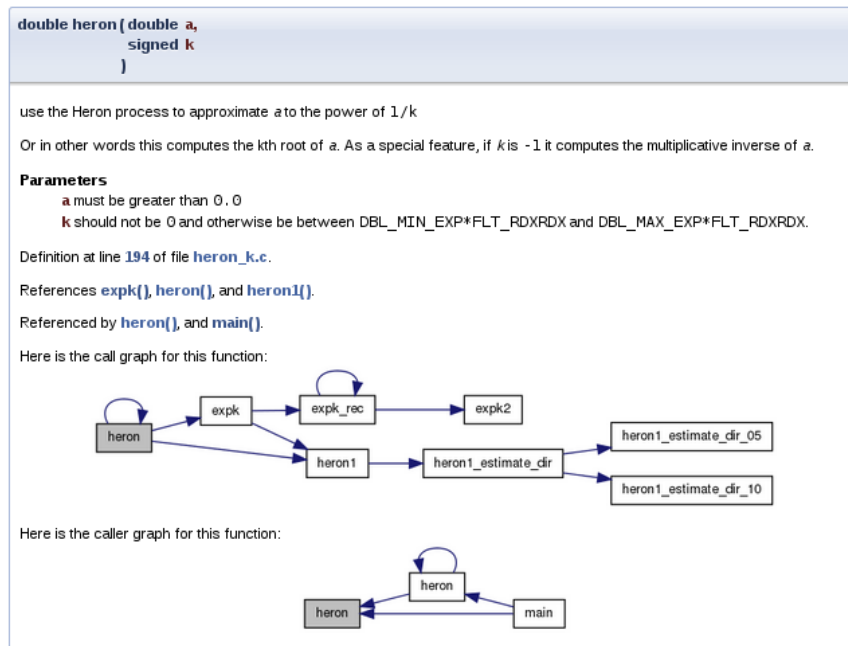 double heron ( double a,
signed k
)
use the Heron process to approximate a to the power of 1/k
Or in other words this computes the kth root of a. As a special feature, if k is -1 it computes the multiplicative inverse of a.
Parameters
a must be greater than 0.0
k should not be 0 and otherwise be between DBL_MIN_EXP*FLT_RDXRDX and DBL_MAX_EXP*FLT_RDXRDX.
Definition at line 194 of file heron_k.c.
References expk(), heron(), and heron1().
Referenced by heron(), and main().
Here is the call graph for this function:
heron
expk
expk_rec
expk2
heron1
heron1_estimate_dir
heron1_estimate_dir_05
heron1_estimate_dir_10
Here is the caller graph for this function:
heron
heron
main